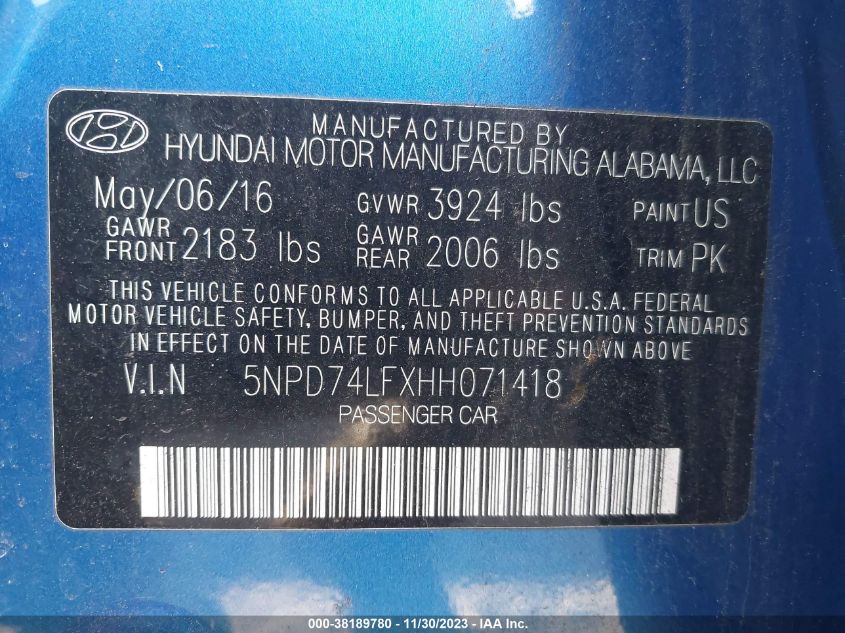 MANUFACTURED BY
HYUNDAI MOTOR MANUFACTURING ALABAMA, LLC
May/06/16 GVWR 3924 lbs PAINT US
GAWR FRONT 2183 lbs GAWR REAR 2006 lbs TRIM PK
THIS VEHICLE CONFORMS TO ALL APPLICABLE U.S.A. FEDERAL
MOTOR VEHICLE SAFETY, BUMPER, AND THEFT PREVENTION STANDARDS
IN EFFECT ON THE DATE OF MANUFACTURE SHOWN ABOVE
V.I.N 5NPD74LFXHH071418
PASSENGER CAR
000-38189780 - 11/30/2023 - IAA Inc.